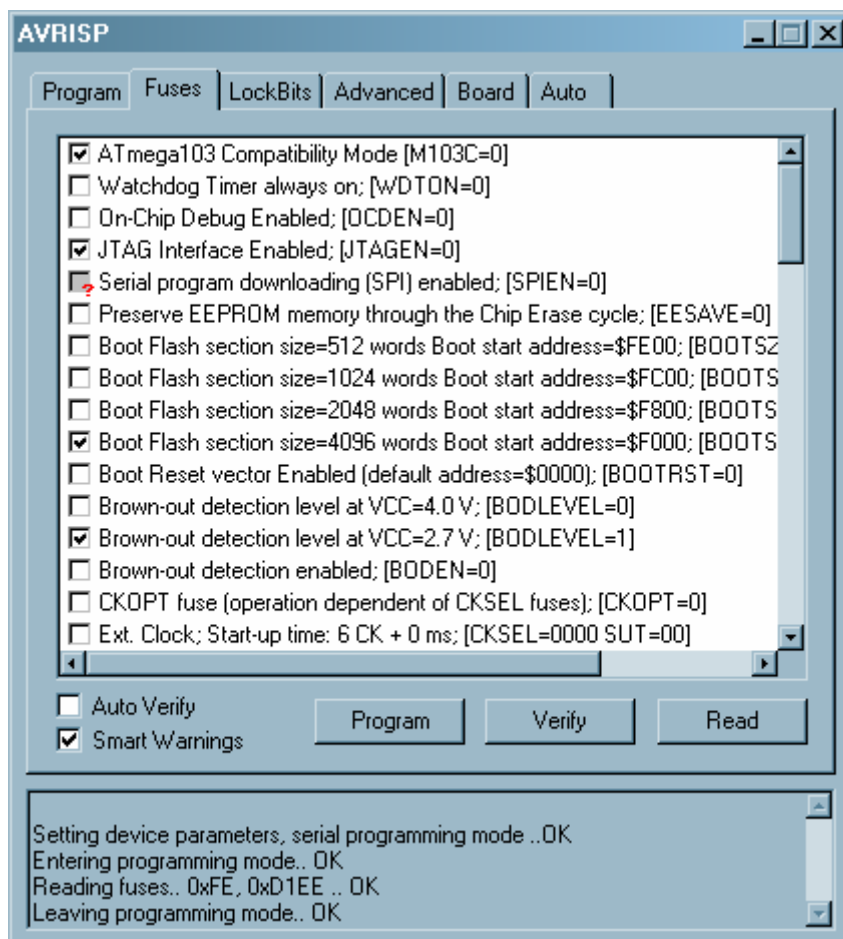 AVRISP
Program Fuses LockBits Advanced Board Auto
ATmega103 Compatibility Mode [M103C=0]
Watchdog Timer always on; [WDTON=0]
On-Chip Debug Enabled; [OCDEN=0]
JTAG Interface Enabled; [JTAGEN=0]
? Serial program downloading (SPI) enabled; [SPIEN=0]
Preserve EEPROM memory through the Chip Erase cycle; [EESAVE=0]
Boot Flash section size=512 words Boot start address=$FE00; [BOOTSZ
Boot Flash section size=1024 words Boot start address=$FC00; [BOOTS
Boot Flash section size=2048 words Boot start address=$F800; [BOOTS
Boot Flash section size=4096 words Boot start address=$F000; [BOOTS
Boot Reset vector Enabled (default address=$0000); [BOOTRST=0]
Brown-out detection level at VCC=4.0 V; [BODLEVEL=0]
Brown-out detection level at VCC=2.7 V; [BODLEVEL=1]
Brown-out detection enabled; [BODEN=0]
CKOPT fuse (operation dependent of CKSEL fuses); [CKOPT=0]
Ext. Clock; Start-up time: 6 CK + 0 ms; [CKSEL=0000 SUT=00]
Auto Verify
Smart Warnings
Program Verify Read
Setting device parameters, serial programming mode ..OK
Entering programming mode.. OK
Reading fuses.. 0xFE, 0xD1EE .. OK
Leaving programming mode.. OK